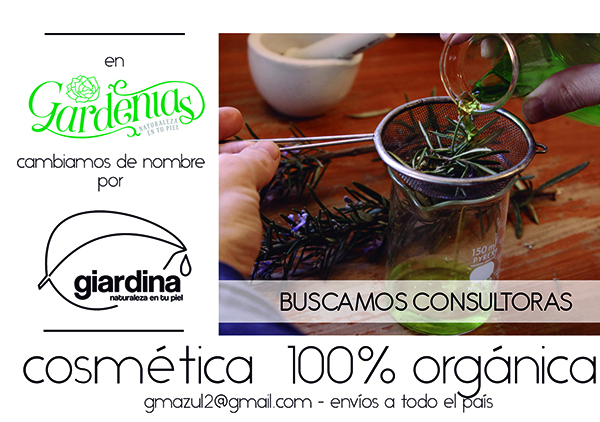 en
Gardenias
NATURALEZA
EN TU PIEL
cambiamos de nombre
por
giardina
naturaleza en tu piel
150 ml
PYREX
BUSCAMOS CONSULTORAS
cosmética 100% orgánica
gmazul2@gmail.com - envíos a todo el país